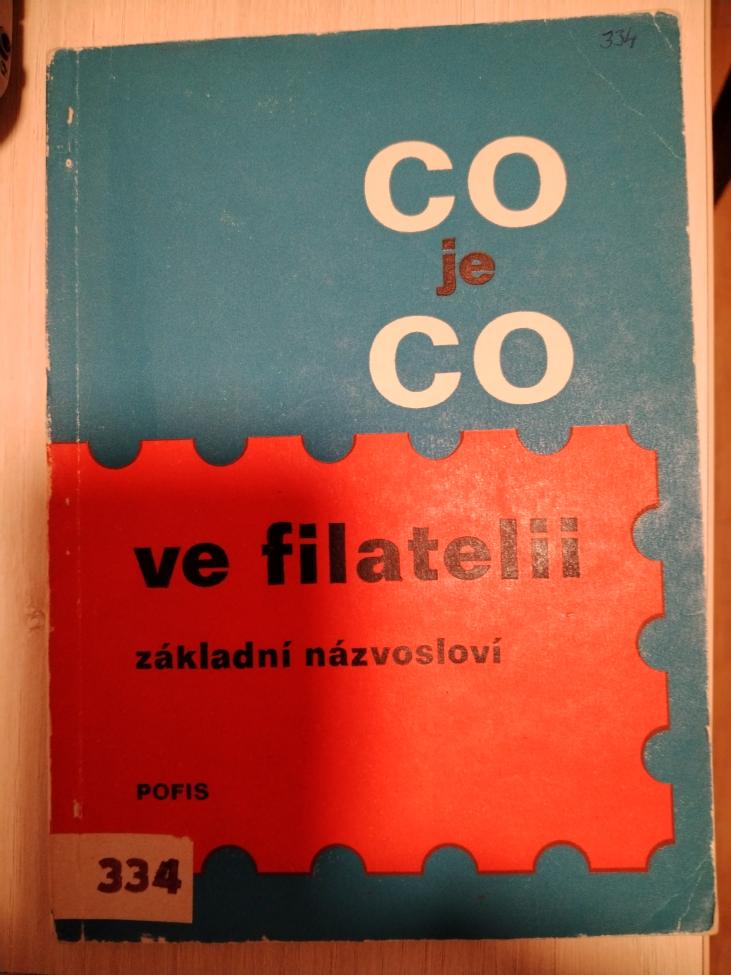 334
CO
je
CO
ve filatelii
základní názvosloví
POFIS
334